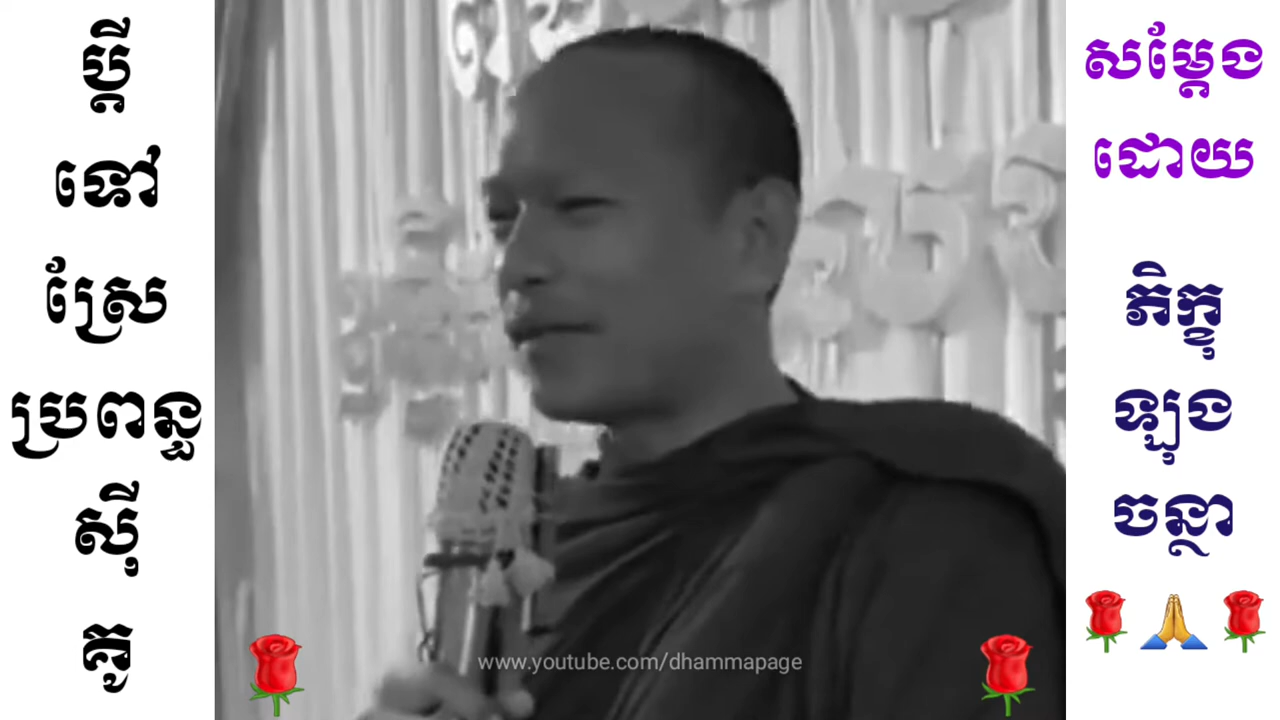 ប្តី
ទៅ
ស្រែ
ប្រពន្ធ
ស៊ី
គូ
www.youtube.com/dhammapage
សម្តែង
ដោយ
ភិក្ខុ
ឡុង
ចន្ថា